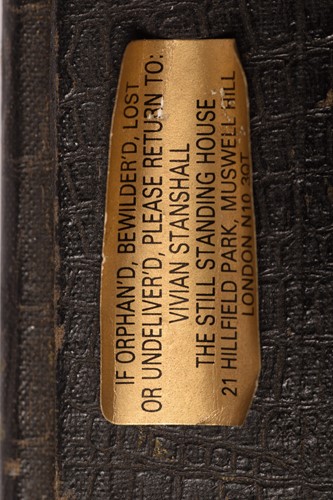 IF ORPHAN'D, BEWILDER'D, LOST
OR UNDELIVER'D, PLEASE RETURN TO:
VIVIAN STANSHALL
THE STILL STANDING HOUSE
21 HILLFIELD PARK, MUSWELL HILL
LONDON N10 3QT